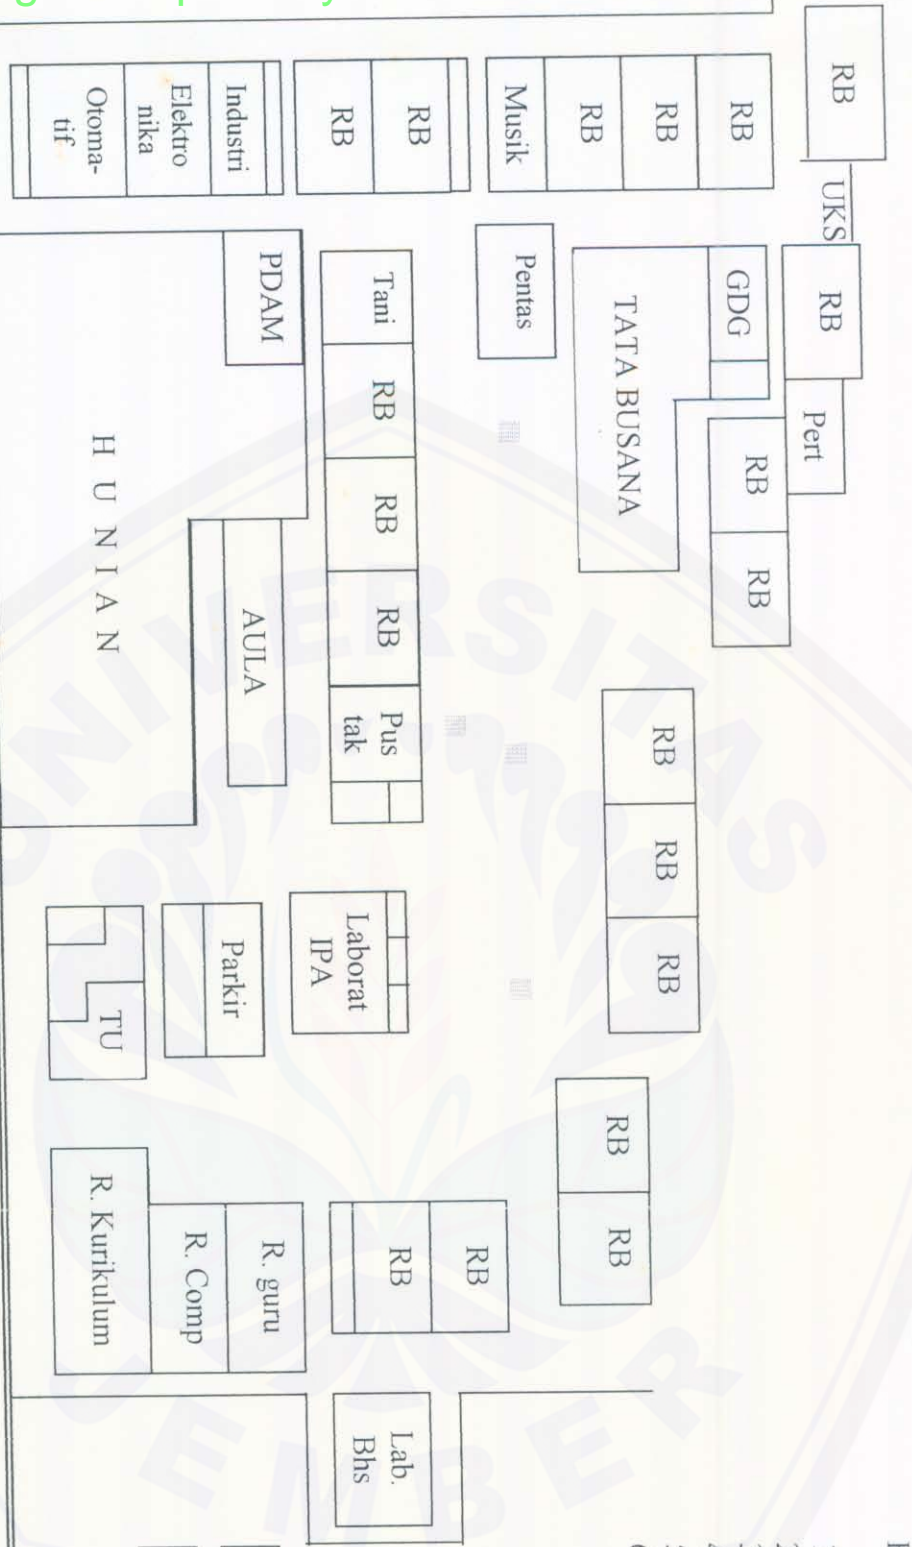 RB
UKS
RB
Pert
RB
RB
RB
Musik
RB
RB
Industri
Elektro
nika
Otoma-
tif
GDG
RB
RB
TATA BUSANA
Pentas
Tani
RB
RB
RB
Pus
tak
PDAM
AULA
H U N I A N
RB
RB
RB
Laborat
IPA
Parkir
TU
RB
RB
RB
RB
R. guru
R. Comp
R. Kurikulum
Lab.
Bhs
UNIVERSITAS
JEMBER